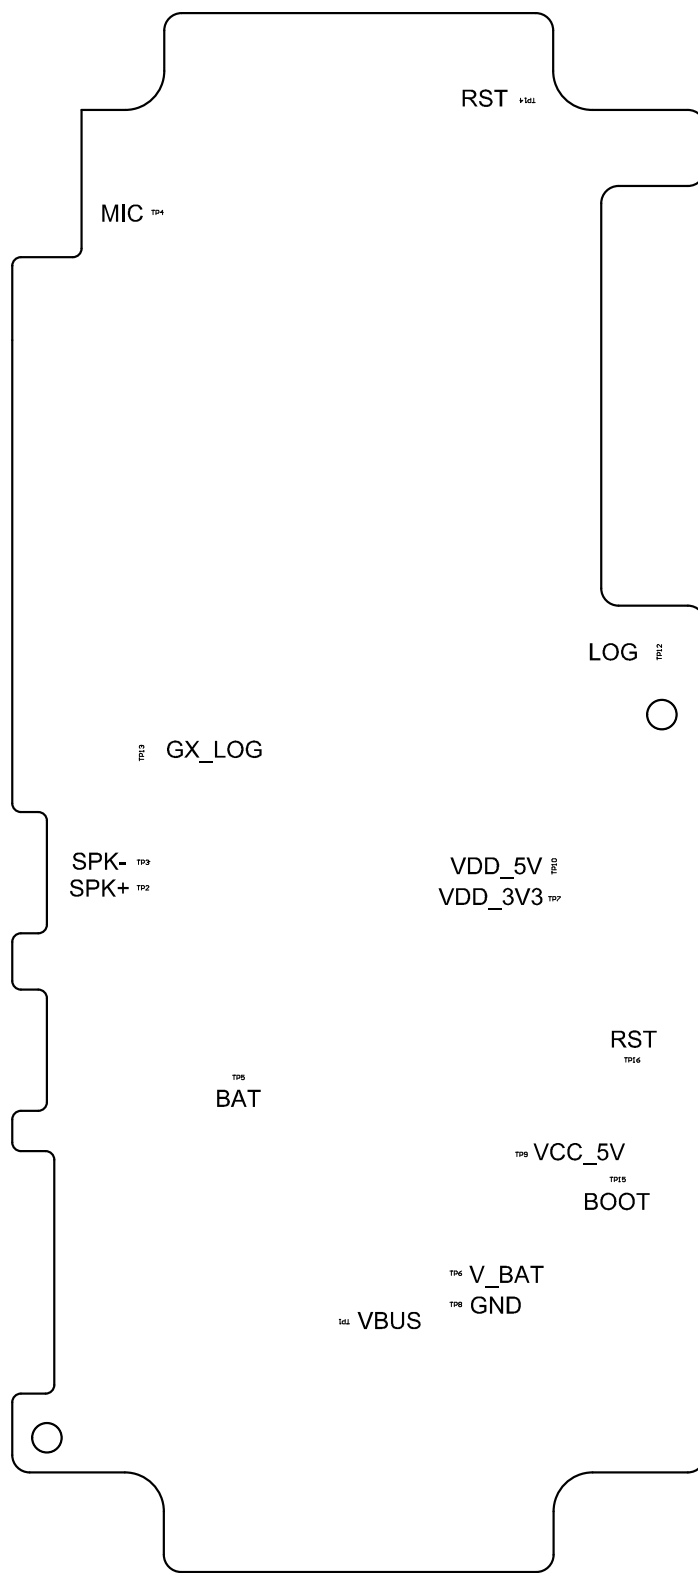 RST TP14
MIC TP4
LOG TP12
TP13 GX_LOG
SPK- TP3
VDD_5V TP10
SPK+ TP2
VDD_3V3 TP7
RST
TP16
TP5
BAT
TP9 VCC_5V
TP15
BOOT
TP6 V_BAT
TP8 GND
TP1 VBUS